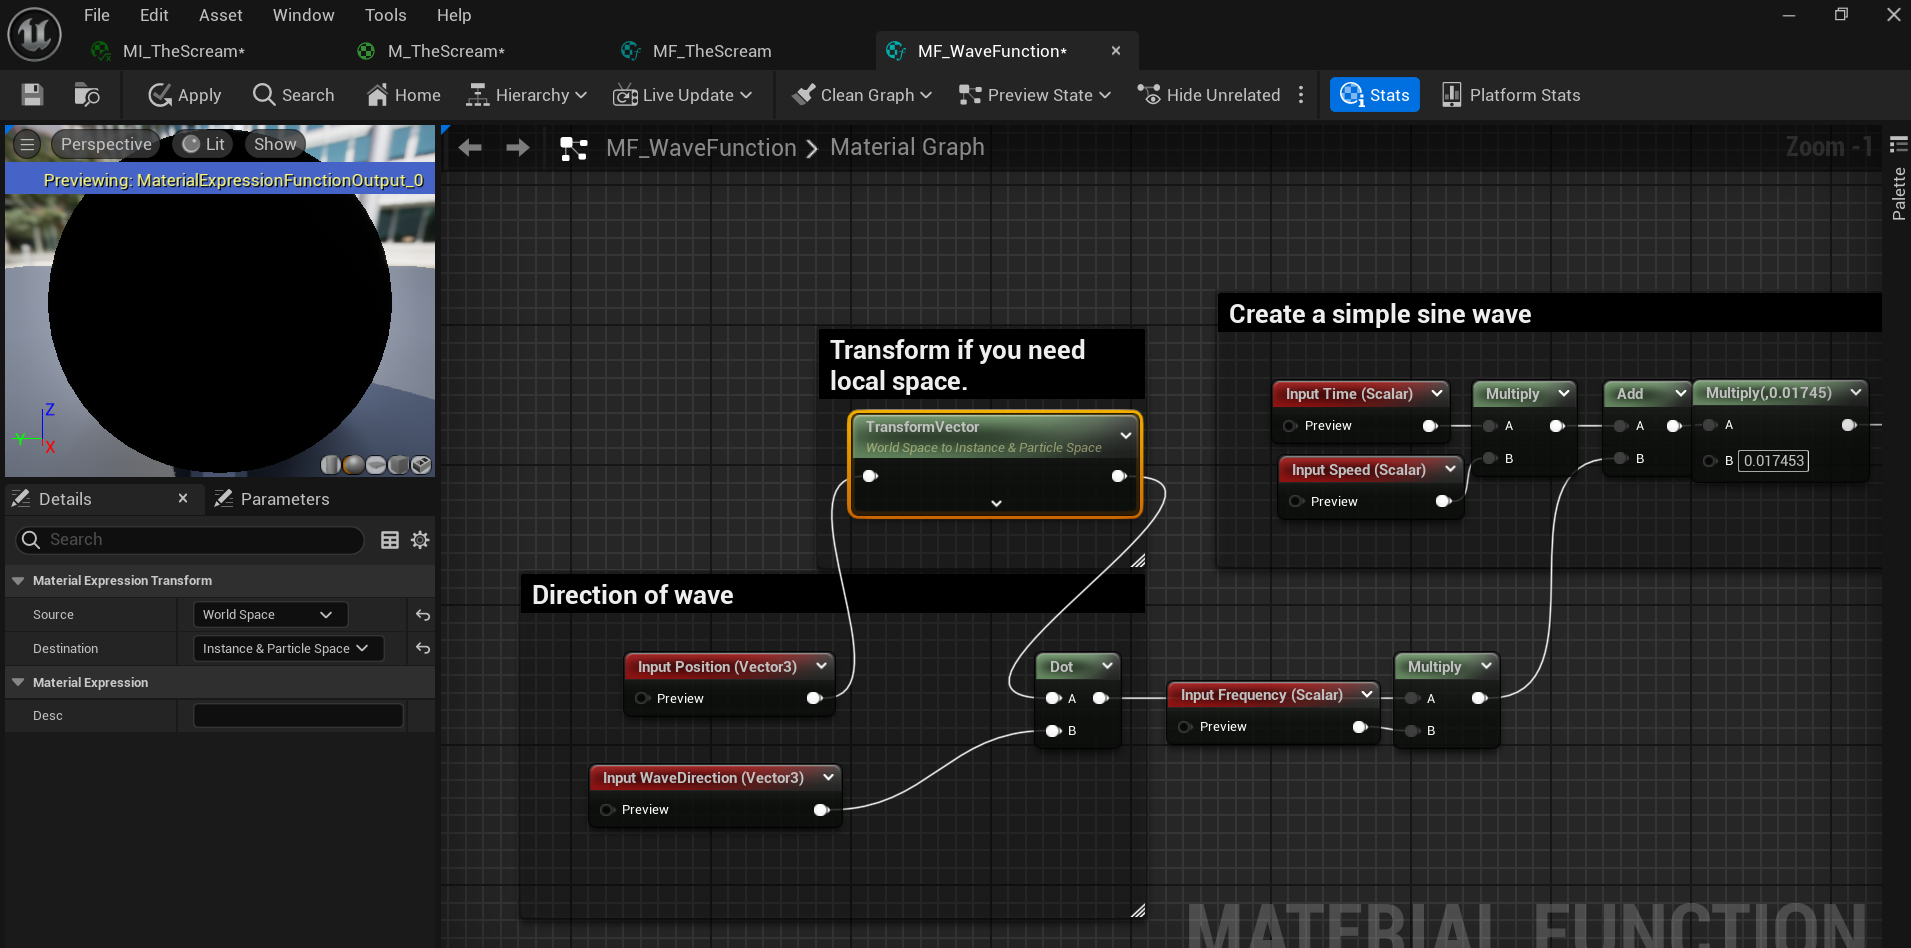 File Edit Asset Window Tools Help
MI_TheScream* M_TheScream* MF_TheScream MF_WaveFunction*
Apply Search Home Hierarchy Live Update Clean Graph Preview State Hide Unrelated Stats Platform Stats
Perspective Lit Show
Previewing: MaterialExpressionFunctionOutput_0
Z
Y
X
MF_WaveFunction > Material Graph
Zoom -1
Palette
Details Parameters
Search
Material Expression Transform
Source World Space
Destination Instance & Particle Space
Material Expression
Desc
Create a simple sine wave
Transform if you need
local space.
TransformVector
World Space to Instance & Particle Space
Input Time (Scalar)
Preview
Input Speed (Scalar)
Preview
Multiply
A
B
Add
A
B
Multiply(,0.01745)
A
B 0.017453
Direction of wave
Input Position (Vector3)
Preview
Input WaveDirection (Vector3)
Preview
Dot
A
B
Input Frequency (Scalar)
Preview
Multiply
A
B
MATERIAL FUNCTION